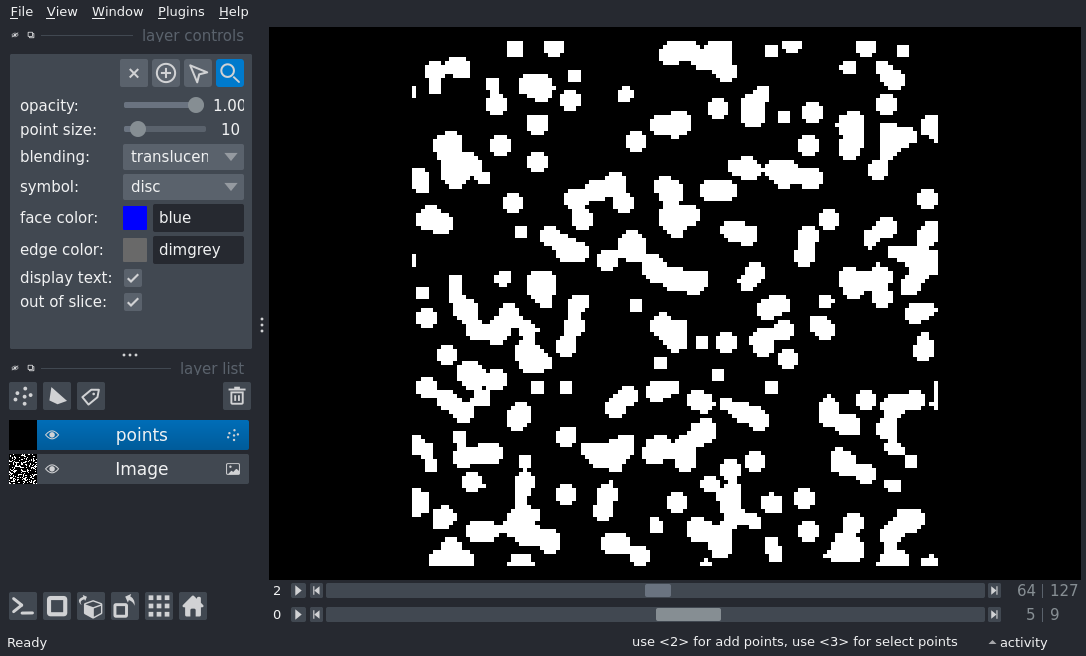 File View Window Plugins Help
layer controls
opacity: 1.00
point size: 10
blending: translucen
symbol: disc
face color: blue
edge color: dimgrey
display text:
out of slice:
layer list
points
Image
2 64 | 127
0 5 | 9
Ready use <2> for add points, use <3> for select points activity